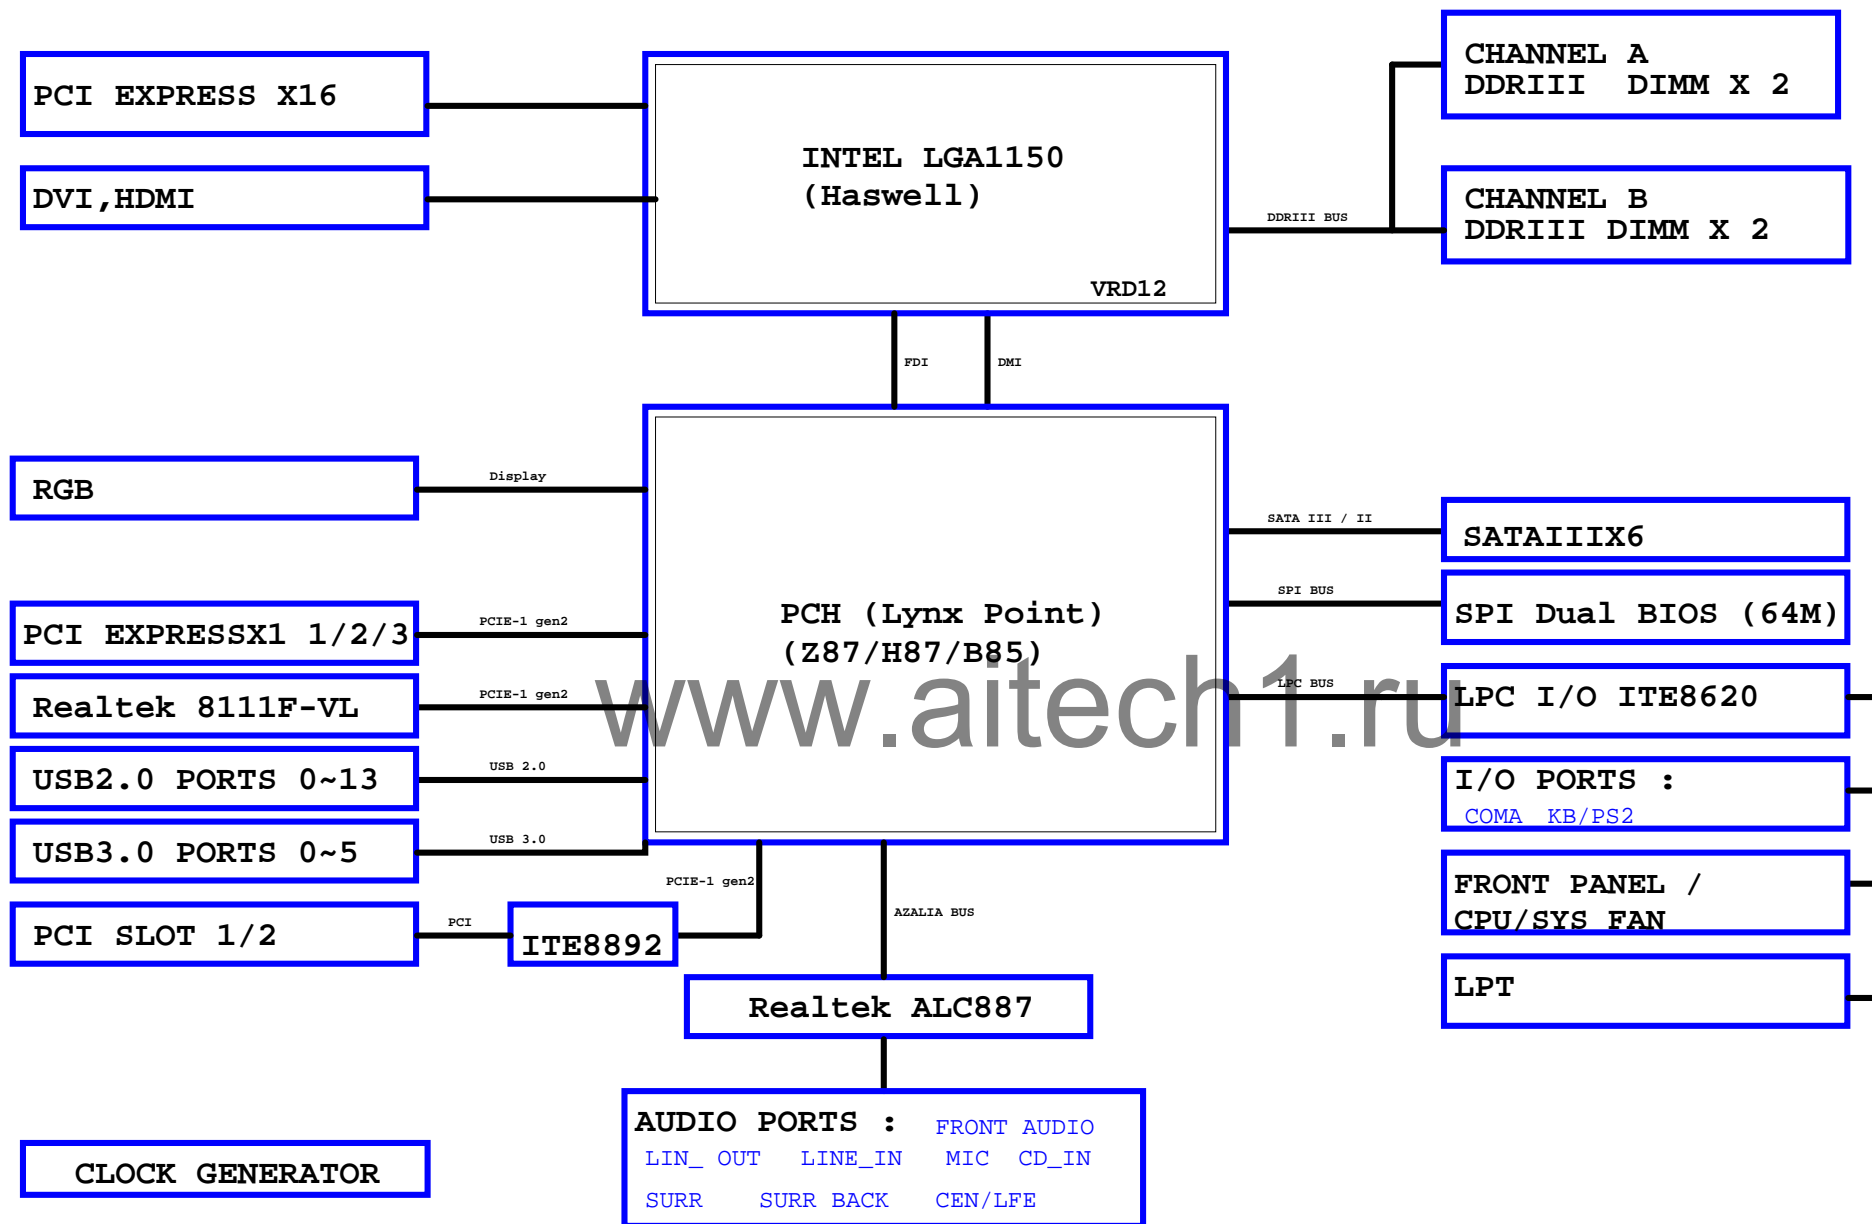 PCI EXPRESS X16
DVI,HDMI
INTEL LGA1150
(Haswell)
VRD12
DDRIII BUS
CHANNEL A
DDRIII DIMM X 2
CHANNEL B
DDRIII DIMM X 2
FDI
DMI
RGB
Display
PCI EXPRESSX1 1/2/3
PCIE-1 gen2
Realtek 8111F-VL
PCIE-1 gen2
USB2.0 PORTS 0~13
USB 2.0
USB3.0 PORTS 0~5
USB 3.0
PCI SLOT 1/2
PCI
ITE8892
PCIE-1 gen2
PCH (Lynx Point)
(Z87/H87/B85)
www.aitech1.ru
SATA III / II
SATAIIIX6
SPI BUS
SPI Dual BIOS (64M)
LPC BUS
LPC I/O ITE8620
I/O PORTS :
COMA KB/PS2
FRONT PANEL /
CPU/SYS FAN
LPT
AZALIA BUS
Realtek ALC887
AUDIO PORTS : FRONT AUDIO
LIN_ OUT LINE_IN MIC CD_IN
SURR SURR BACK CEN/LFE
CLOCK GENERATOR